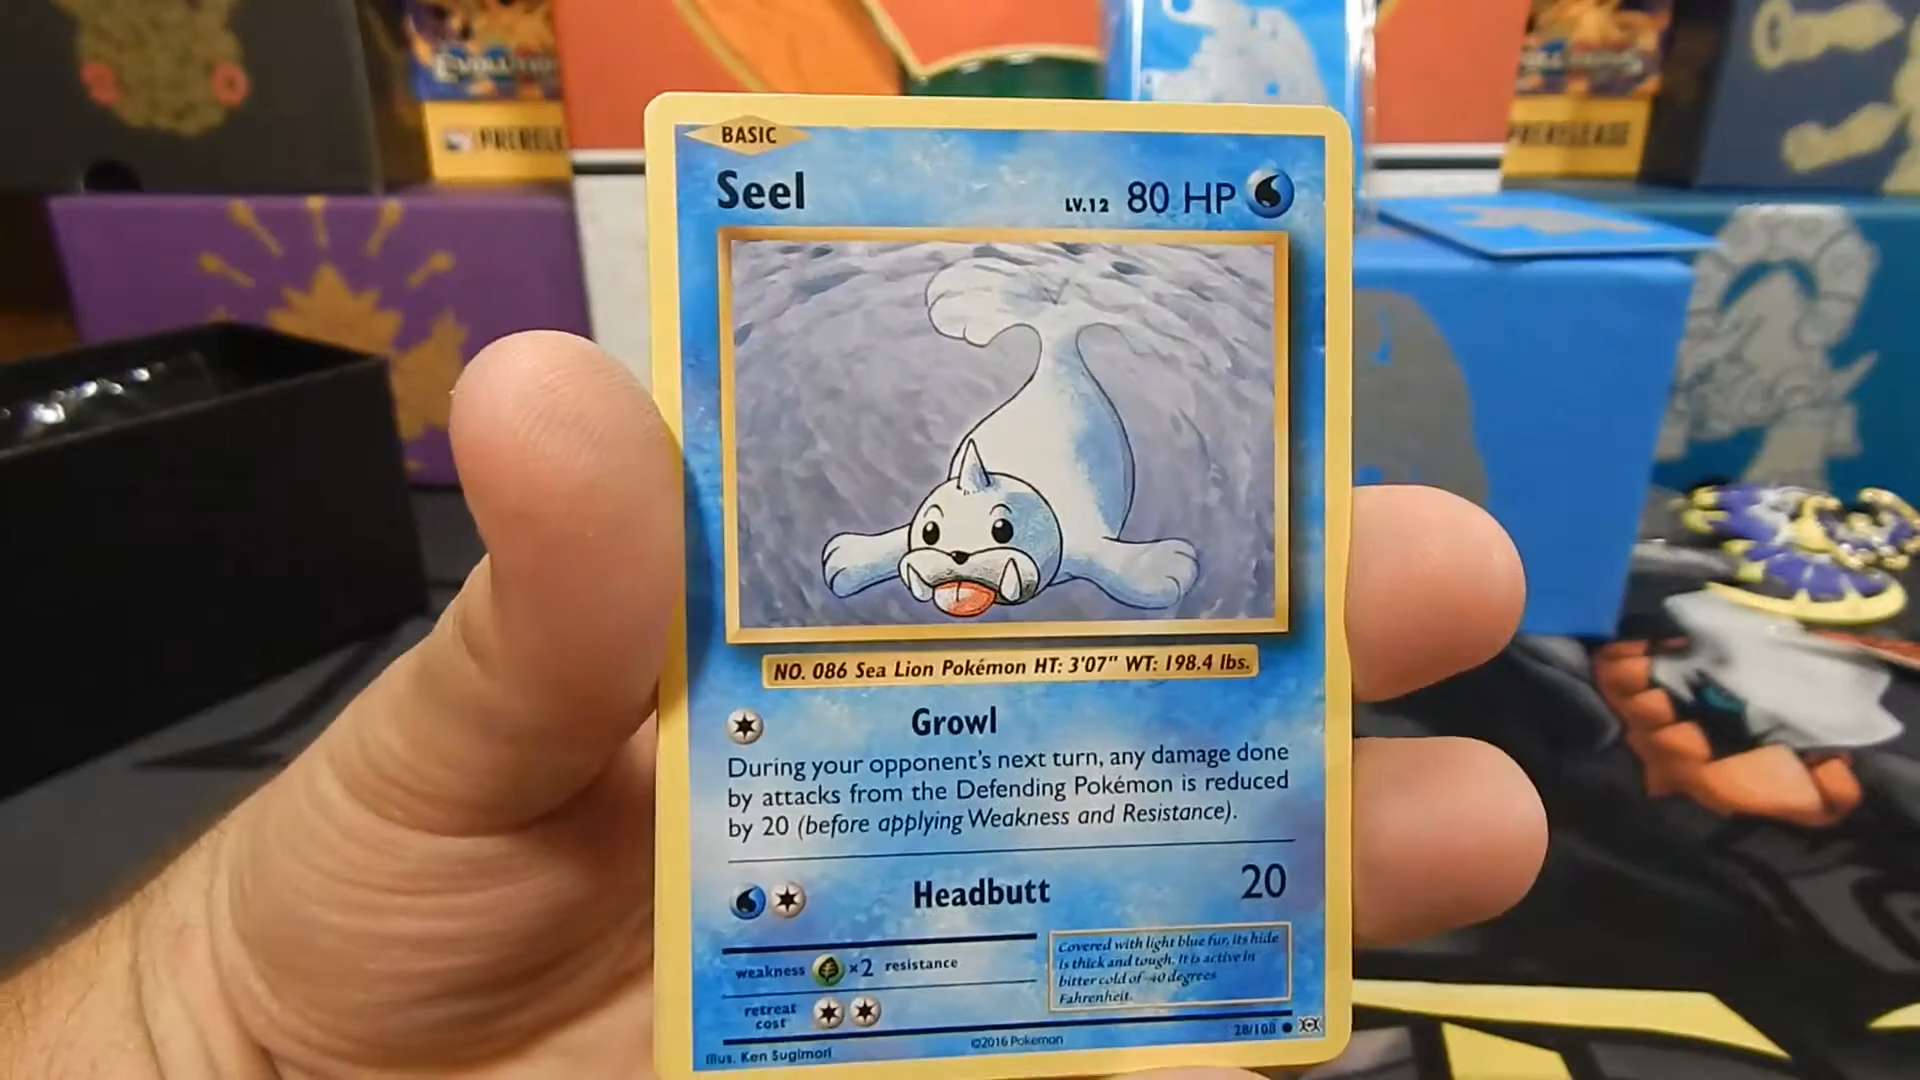 EVOLUTIONS
PRERELEASE
PRERELEASE
BASIC
Seel
LV.12 80 HP
NO. 086 Sea Lion Pokémon HT: 3'07" WT: 198.4 lbs.
Growl
During your opponent's next turn, any damage done
by attacks from the Defending Pokémon is reduced
by 20 (before applying Weakness and Resistance).
Headbutt 20
weakness ×2 resistance
retreat
cost
Covered with light blue fur, its hide
is thick and tough. It is active in
bitter cold of -40 degrees
Fahrenheit.
28/108
©2016 Pokémon
Illus. Ken Sugimori